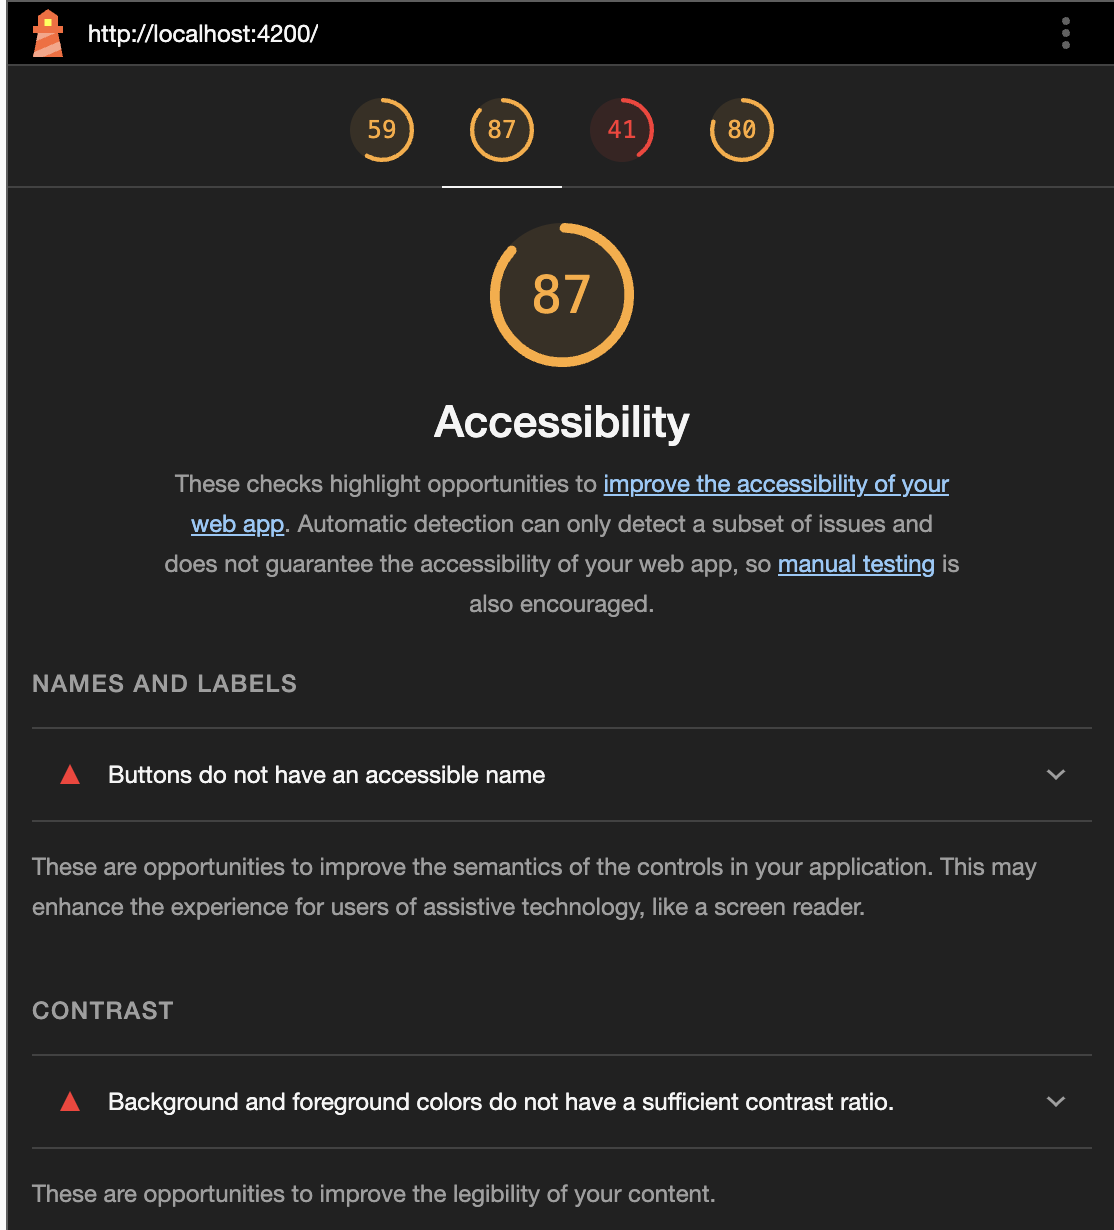 http://localhost:4200/
59
87
41
80
87
Accessibility
These checks highlight opportunities to improve the accessibility of your
web app. Automatic detection can only detect a subset of issues and
does not guarantee the accessibility of your web app, so manual testing is
also encouraged.
NAMES AND LABELS
Buttons do not have an accessible name
These are opportunities to improve the semantics of the controls in your application. This may
enhance the experience for users of assistive technology, like a screen reader.
CONTRAST
Background and foreground colors do not have a sufficient contrast ratio.
These are opportunities to improve the legibility of your content.